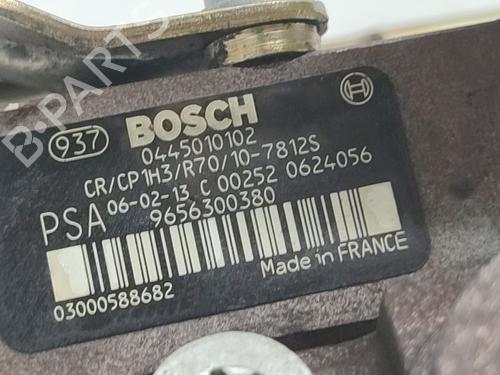 937 BOSCH
0445010102
CR/CP1H3/R70/10-7812S
PSA 06-02-13 C 00252 0624056
9656300380
03000588682 Made in FRANCE
B-PARTS